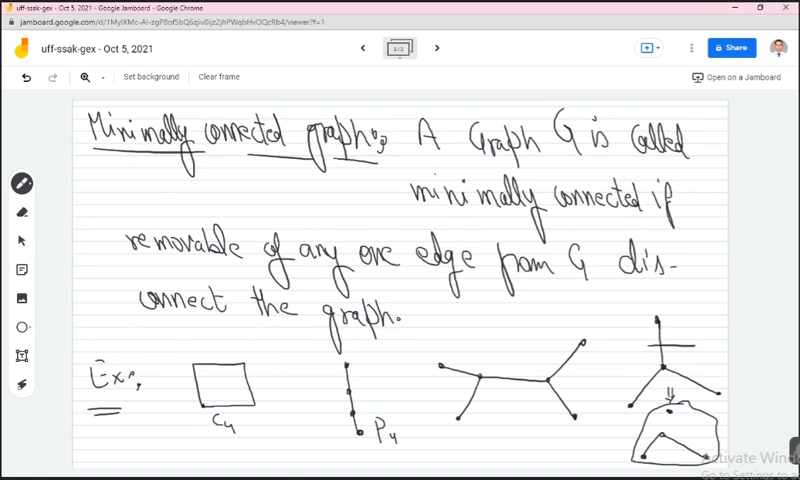 uff-ssak-gex - Oct 5, 2021 - Google Jamboard - Google Chrome
jamboard.google.com/d/1MyIXMc-Al-zgP8ofSbQ6zjv0ijz2jhPWqbHvOQcRb4/viewer?f=1
uff-ssak-gex - Oct 5, 2021
2/2
Share
Set background
Clear frame
Open on a Jamboard
Minimally connected graph:
A Graph G is called
minimally connected if
removable of any one edge from G dis-
connect the graph.
Ex:
C4
P4
Activate Wind
Go to Settings to a